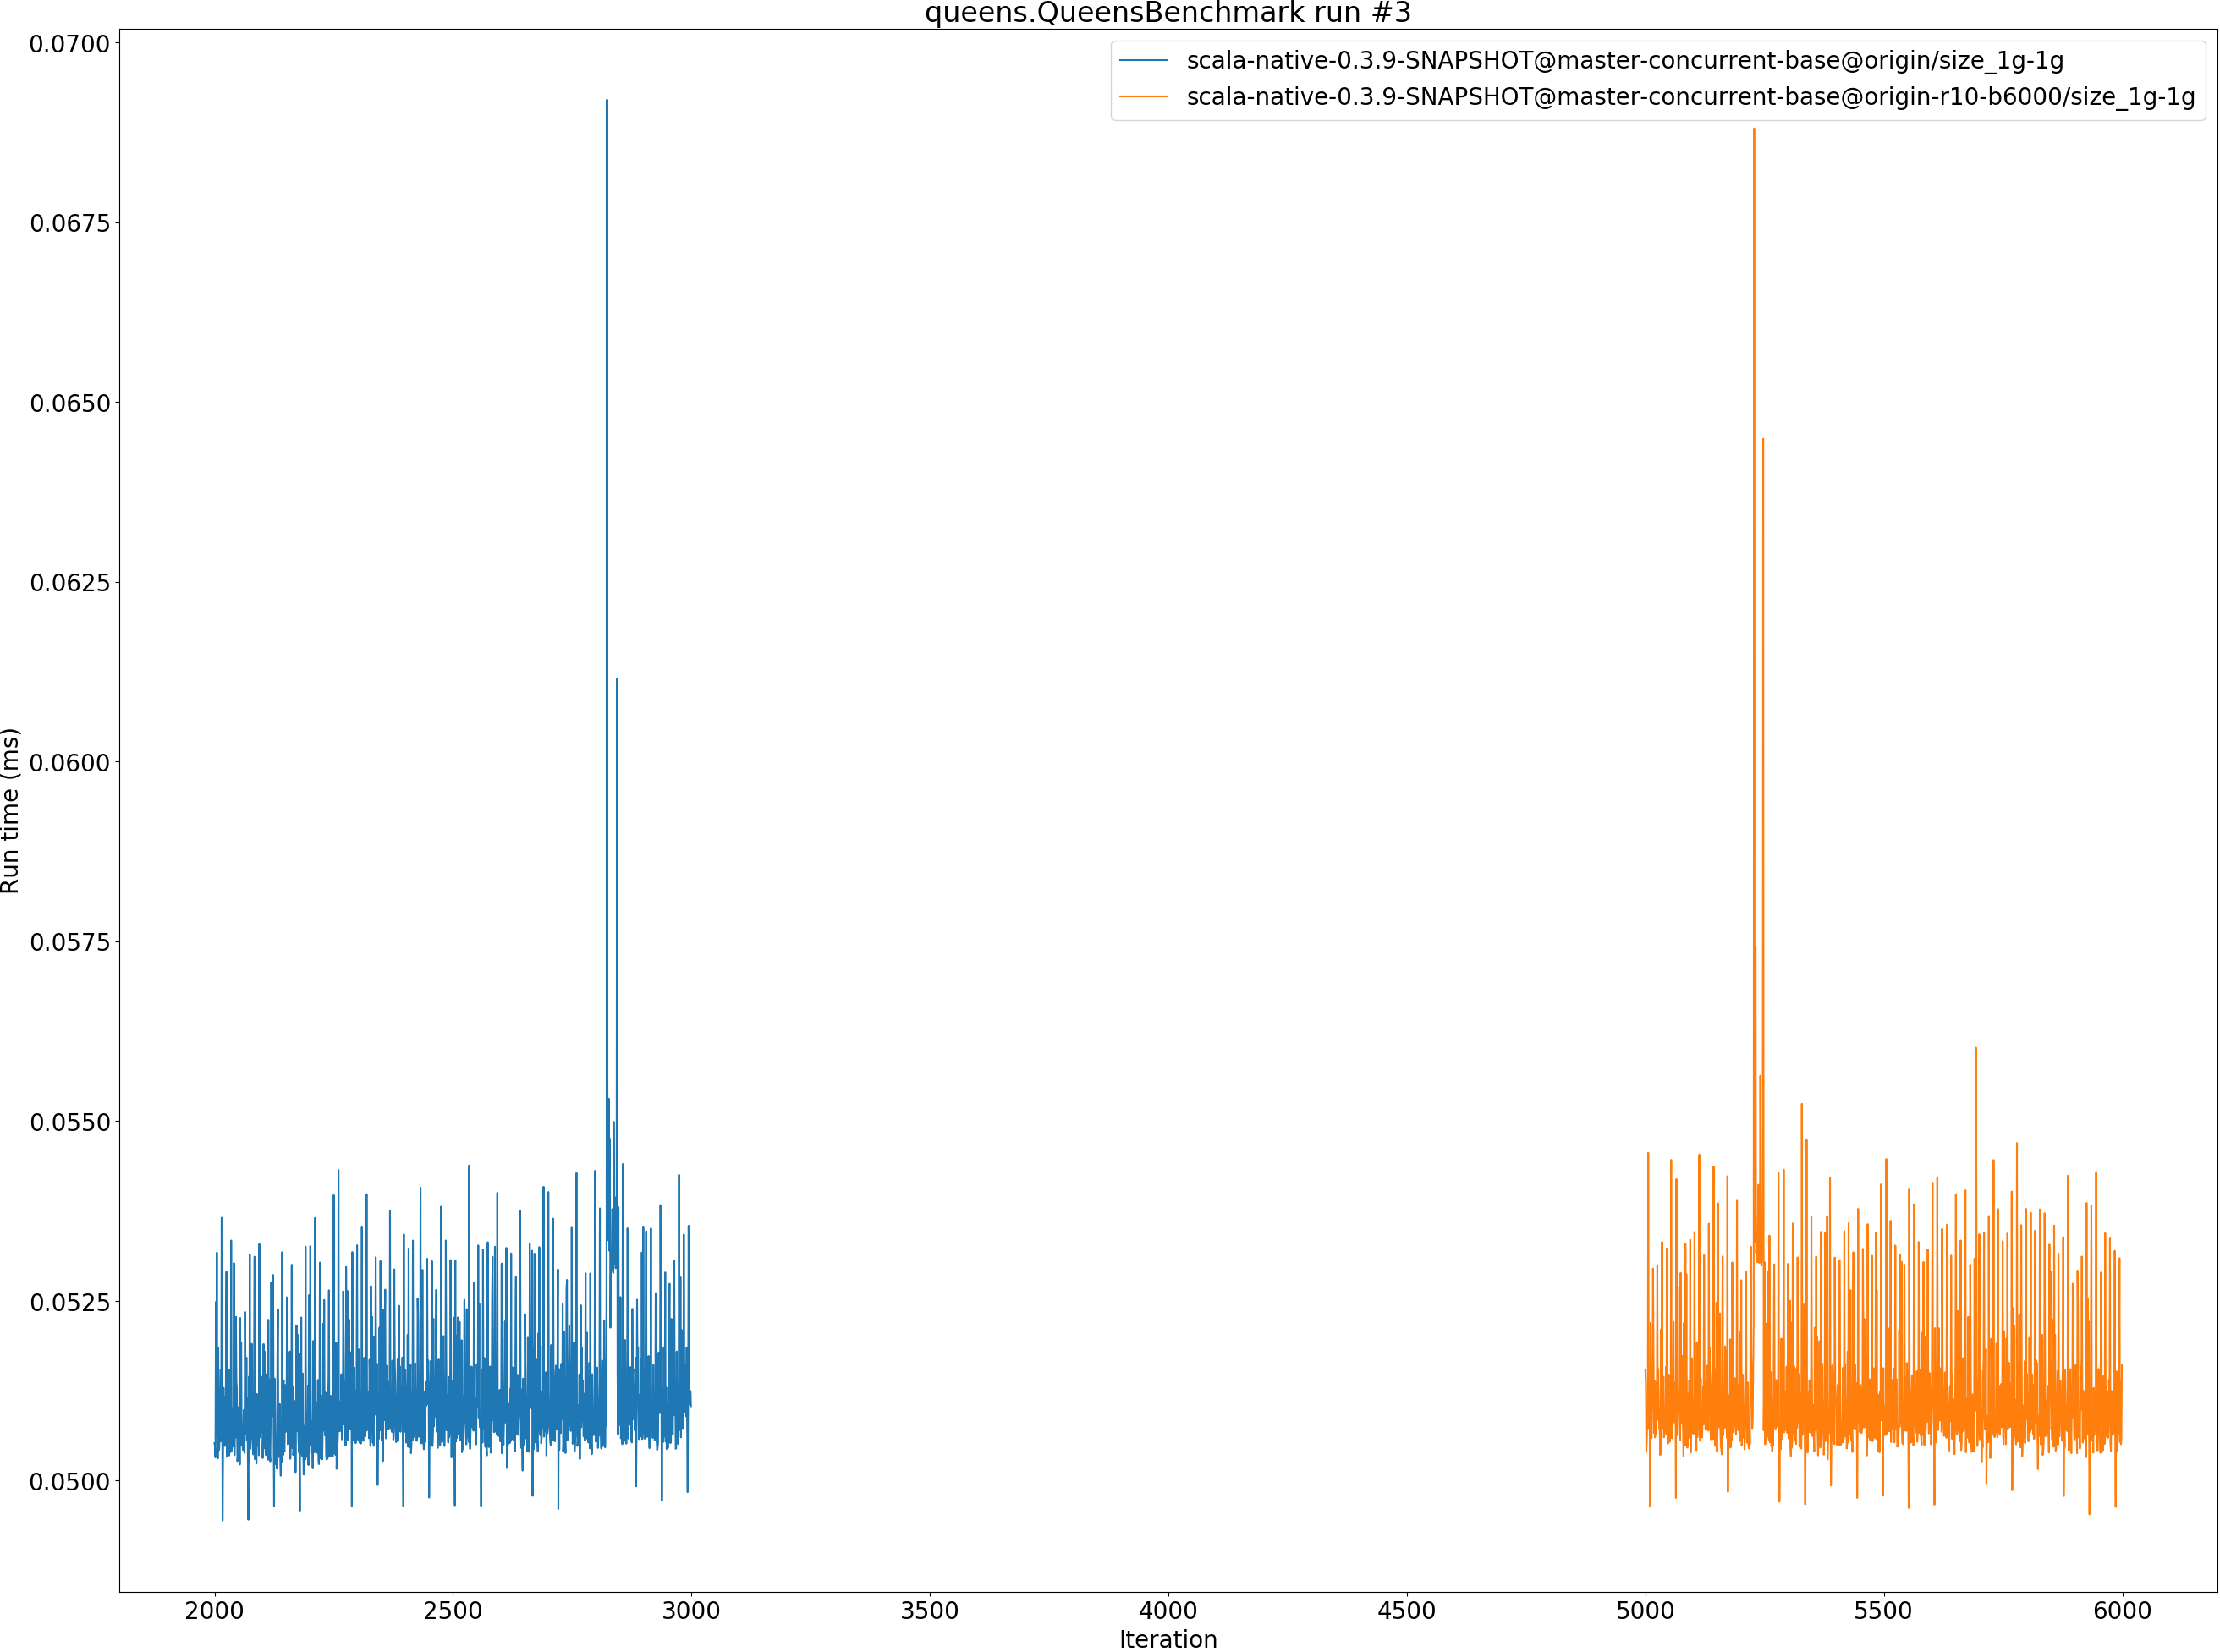 queens.QueensBenchmark run #3
scala-native-0.3.9-SNAPSHOT@master-concurrent-base@origin/size_1g-1g
scala-native-0.3.9-SNAPSHOT@master-concurrent-base@origin-r10-b6000/size_1g-1g
Run time (ms)
0.0700
0.0675
0.0650
0.0625
0.0600
0.0575
0.0550
0.0525
0.0500
2000 2500 3000 3500 4000 4500 5000 5500 6000
Iteration